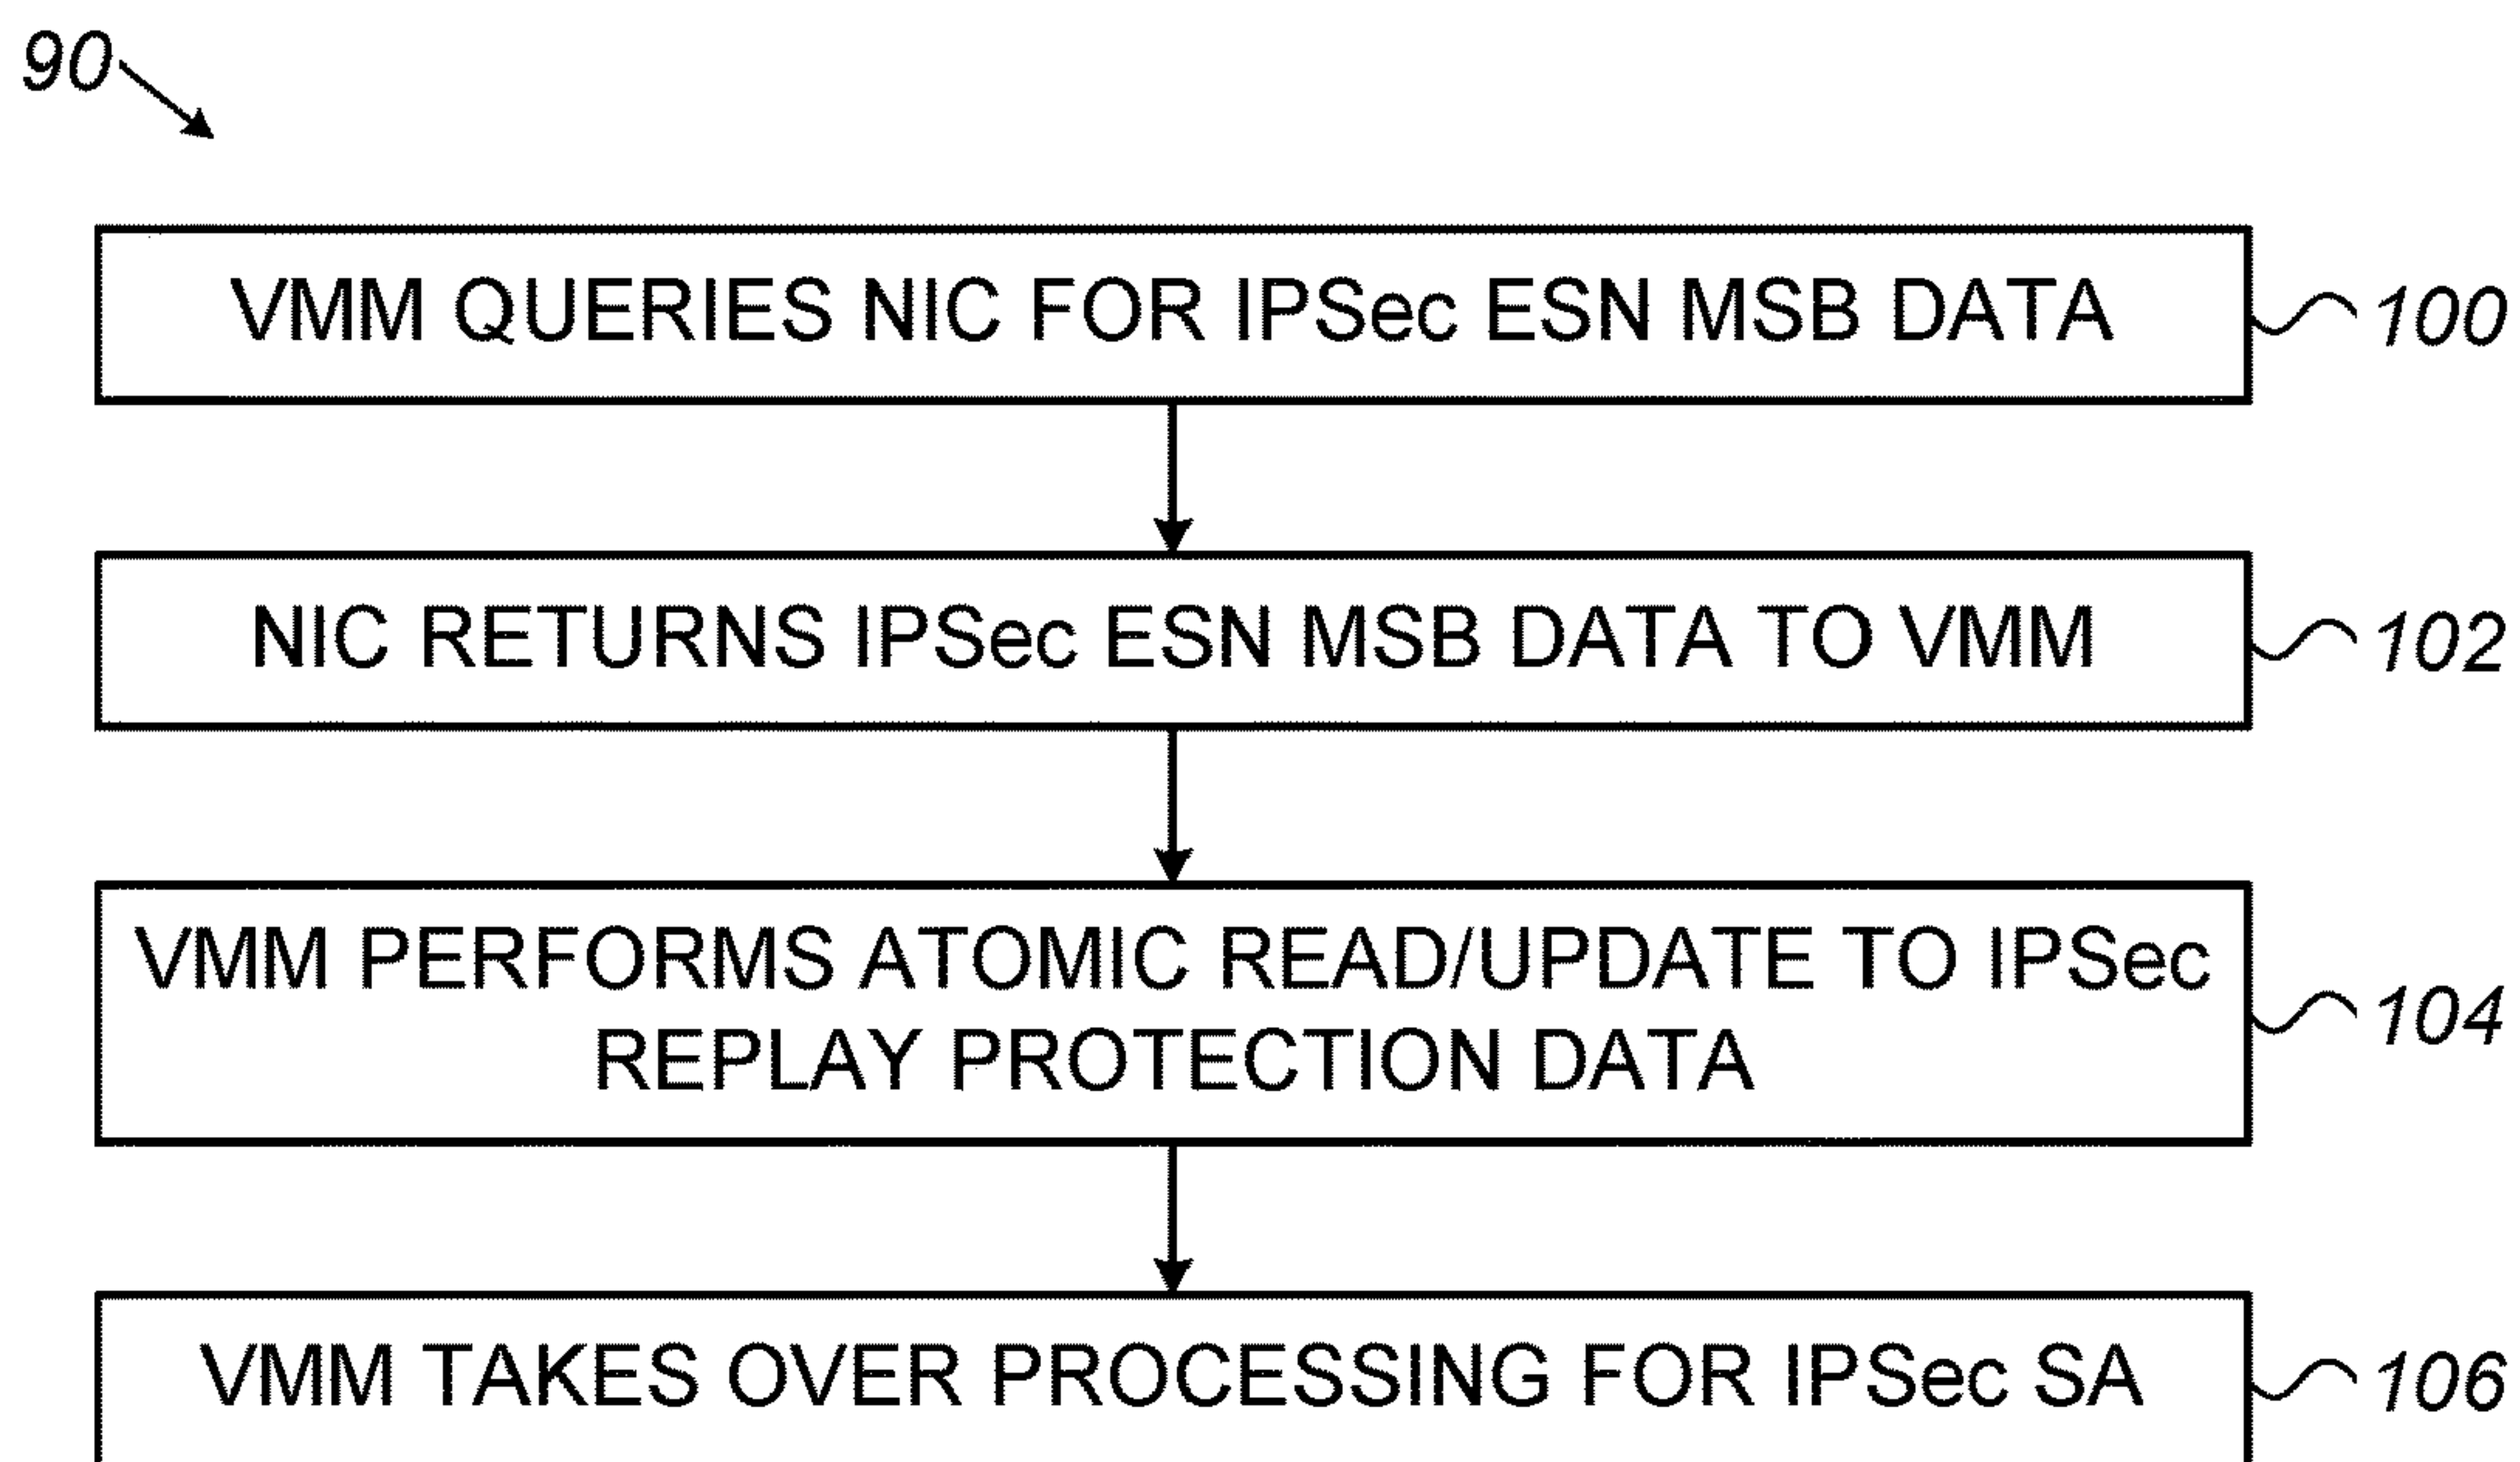 90
VMM QUERIES NIC FOR IPSec ESN MSB DATA
100
NIC RETURNS IPSec ESN MSB DATA TO VMM
102
VMM PERFORMS ATOMIC READ/UPDATE TO IPSec
REPLAY PROTECTION DATA
104
VMM TAKES OVER PROCESSING FOR IPSec SA
106